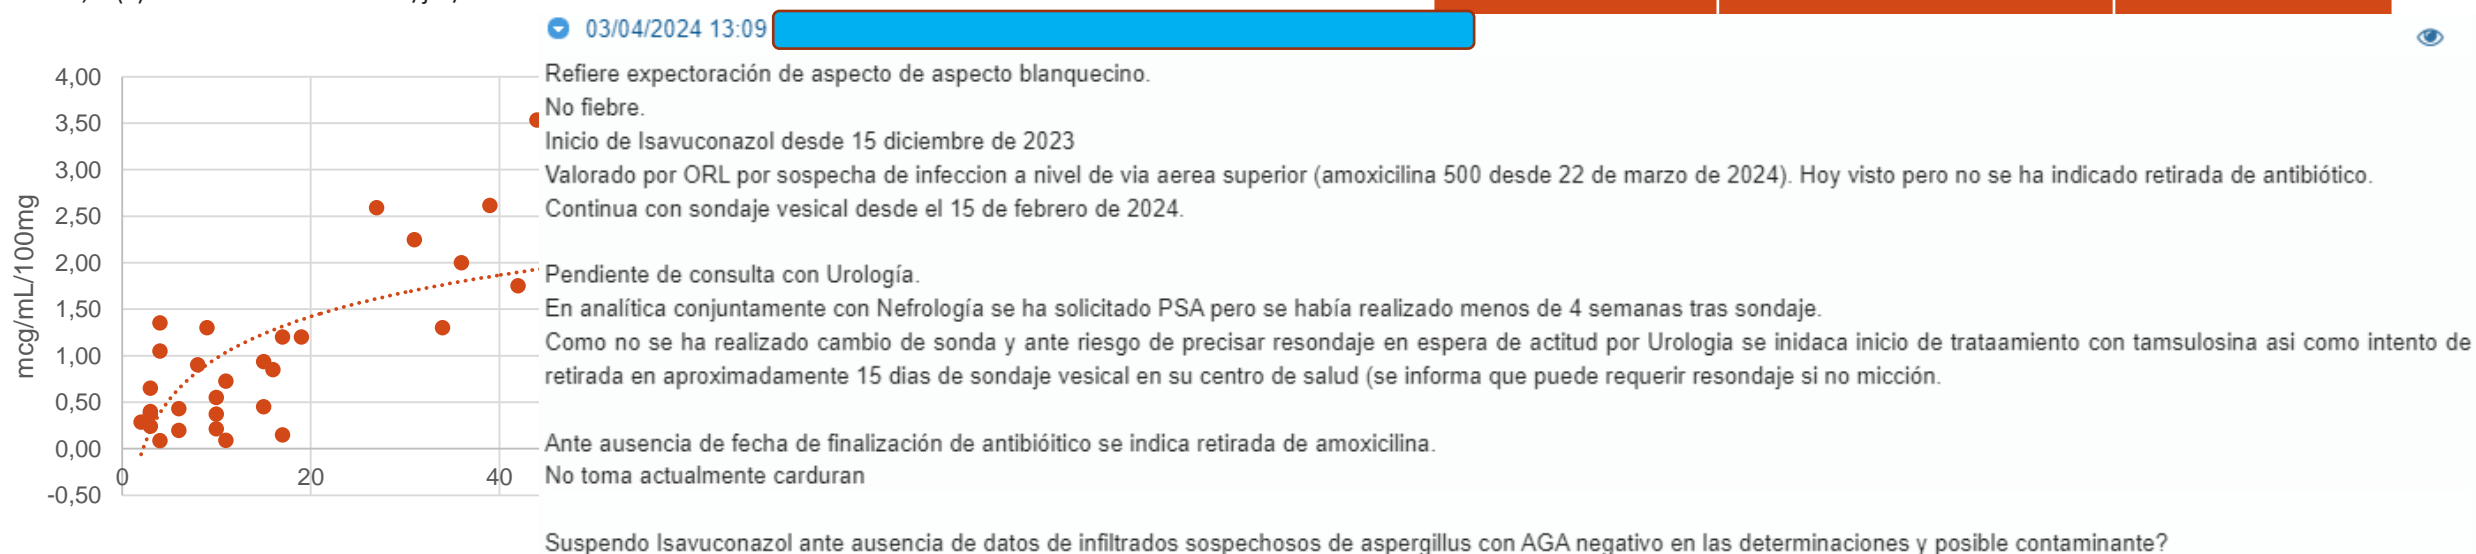 03/04/2024 13:09
Refiere expectoración de aspecto de aspecto blanquecino.
No fiebre.
Inicio de Isavuconazol desde 15 diciembre de 2023
Valorado por ORL por sospecha de infeccion a nivel de via aerea superior (amoxicilina 500 desde 22 de marzo de 2024). Hoy visto pero no se ha indicado retirada de antibiótico.
Continua con sondaje vesical desde el 15 de febrero de 2024.
Pendiente de consulta con Urología.
En analítica conjuntamente con Nefrología se ha solicitado PSA pero se había realizado menos de 4 semanas tras sondaje.
Como no se ha realizado cambio de sonda y ante riesgo de precisar resondaje en espera de actitud por Urologia se inidaca inicio de trataamiento con tamsulosina asi como intento de
retirada en aproximadamente 15 dias de sondaje vesical en su centro de salud (se informa que puede requerir resondaje si no micción.
Ante ausencia de fecha de finalización de antibióitico se indica retirada de amoxicilina.
No toma actualmente carduran
Suspendo Isavuconazol ante ausencia de datos de infiltrados sospechosos de aspergillus con AGA negativo en las determinaciones y posible contaminante?
mcg/mL/100mg
4,00
3,50
3,00
2,50
2,00
1,50
1,00
0,50
0,00
-0,50
0
20
40